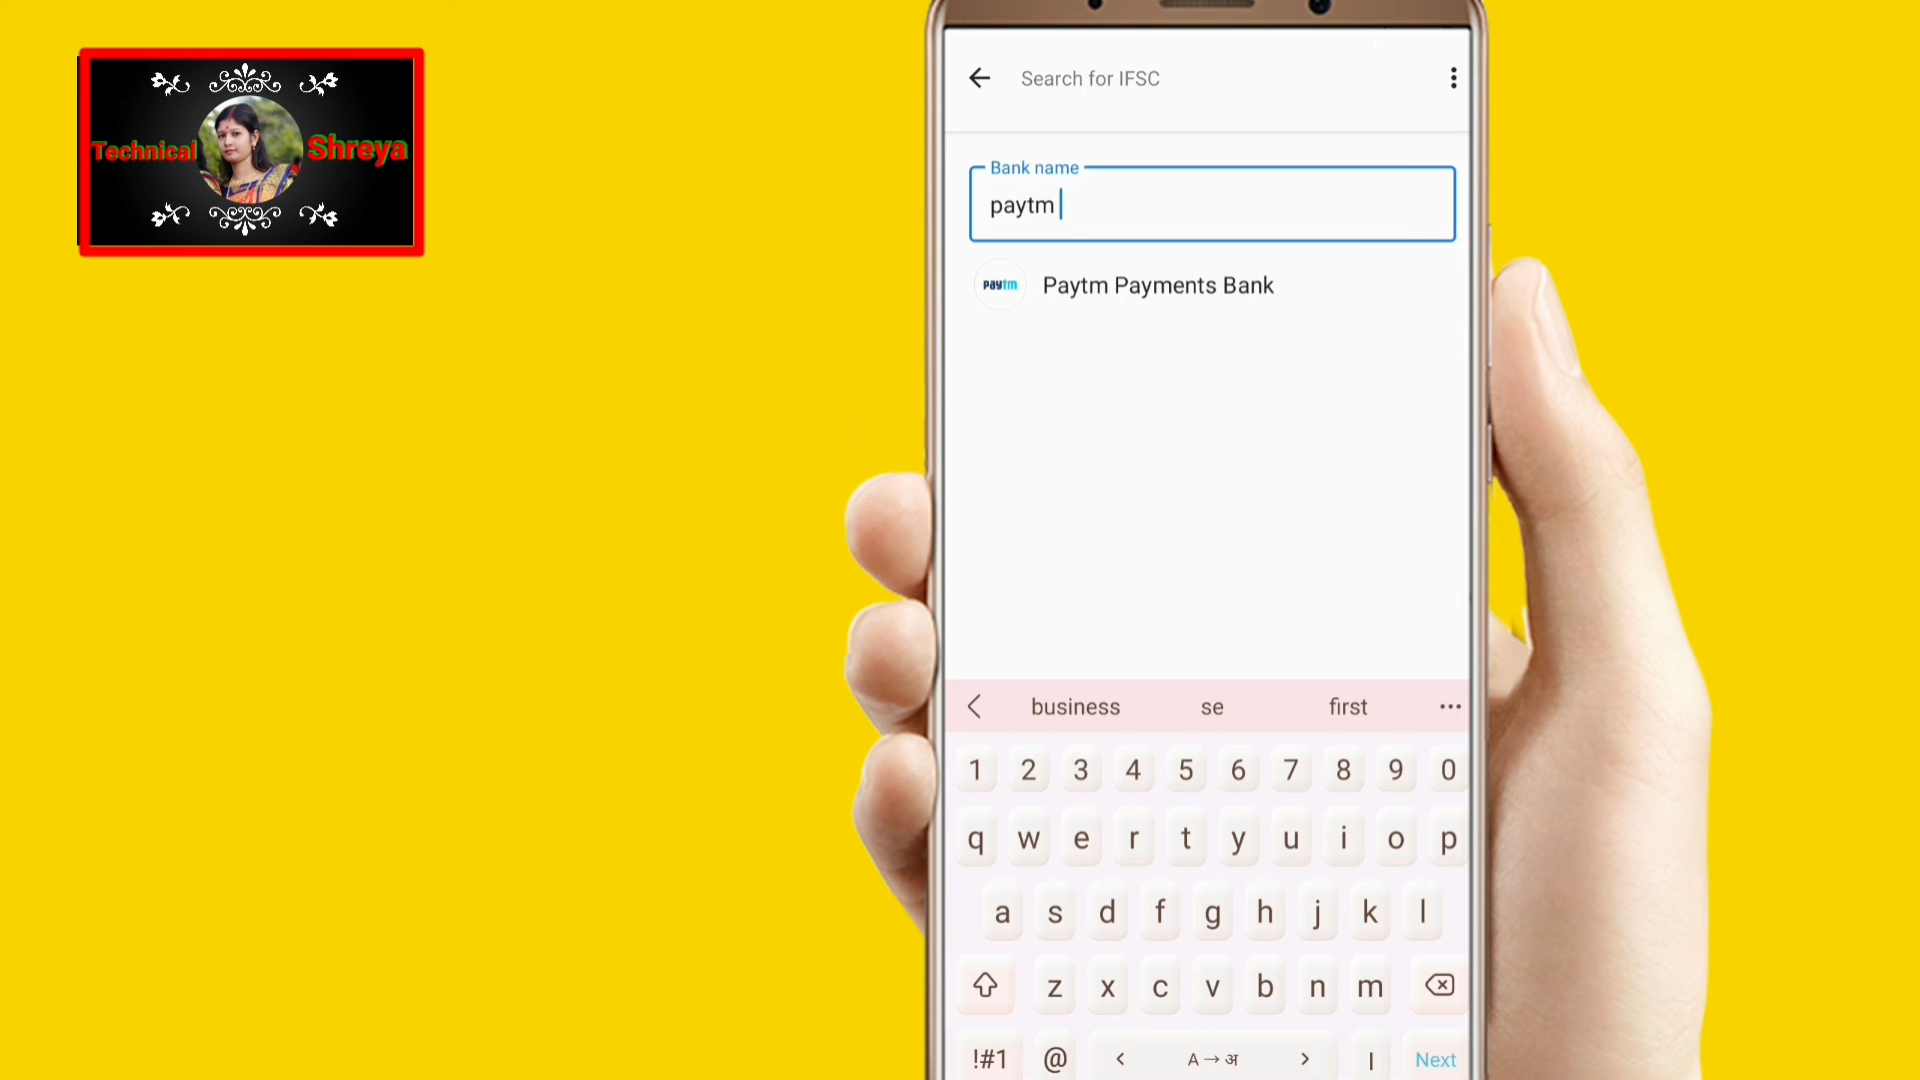 Technical Shreya
Search for IFSC
Bank name
paytm
paytm Paytm Payments Bank
business se first
1 2 3 4 5 6 7 8 9 0
q w e r t y u i o p
a s d f g h j k l
z x c v b n m
!#1 @ < A→अ > | Next